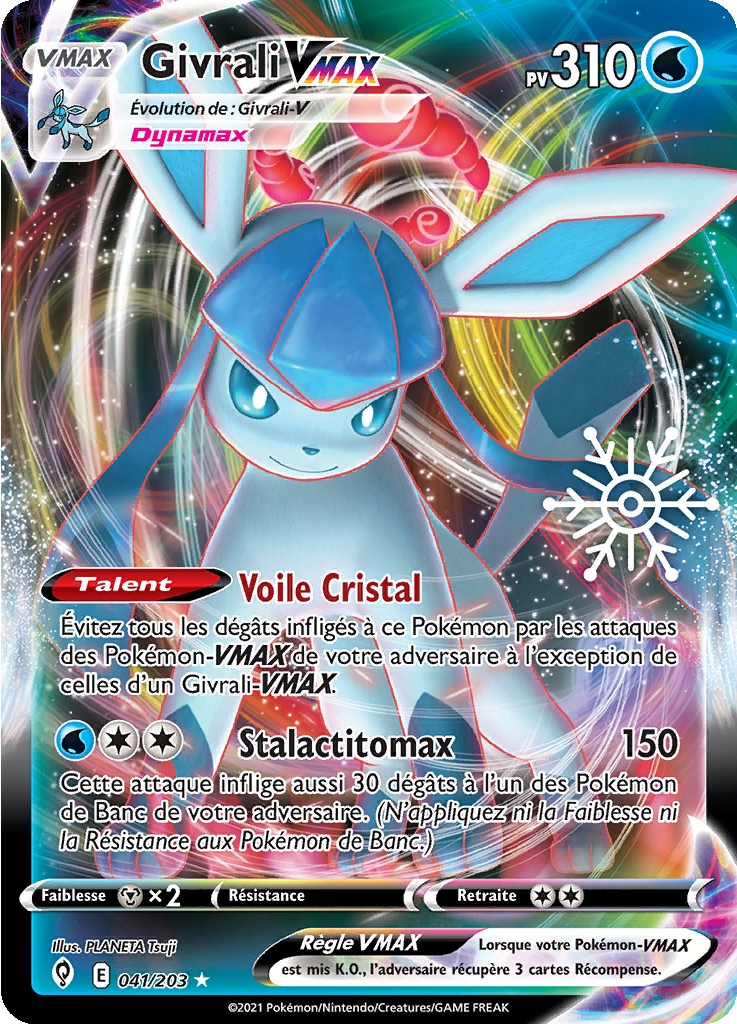 VMAX
Givrali VMAX
PV310
Évolution de : Givrali-V
Dynamax
Talent Voile Cristal
Évitez tous les dégâts infligés à ce Pokémon par les attaques
des Pokémon-VMAX de votre adversaire à l'exception de
celles d'un Givrali-VMAX.
Stalactitomax 150
Cette attaque inflige aussi 30 dégâts à l'un des Pokémon
de Banc de votre adversaire. (N'appliquez ni la Faiblesse ni
la Résistance aux Pokémon de Banc.)
Faiblesse ×2 Résistance Retraite
Illus. PLANETA Tsuji
Règle VMAX Lorsque votre Pokémon-VMAX
est mis K.O., l'adversaire récupère 3 cartes Récompense.
E 041/203 ★
©2021 Pokémon/Nintendo/Creatures/GAME FREAK